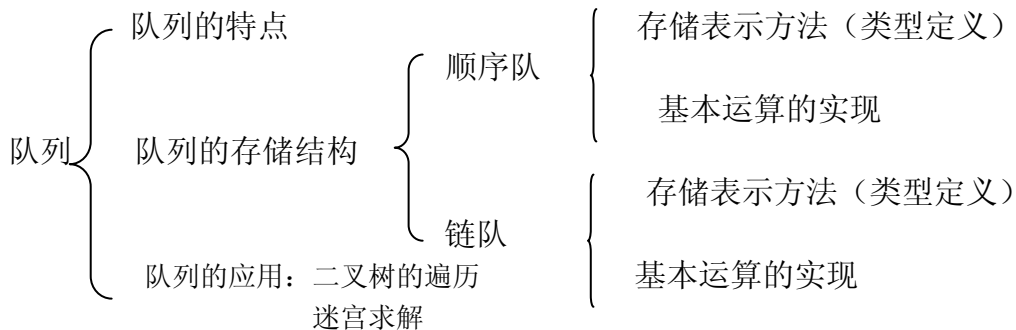 队列
队列的特点
队列的存储结构
顺序队
存储表示方法（类型定义）
基本运算的实现
链队
存储表示方法（类型定义）
基本运算的实现
队列的应用：二叉树的遍历
迷宫求解